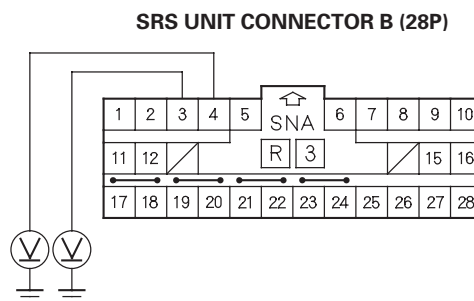 SRS UNIT CONNECTOR B (28P)
1 2 3 4 5 6 7 8 9 10
SNA
11 12 R 3 15 16
17 18 19 20 21 22 23 24 25 26 27 28
V V